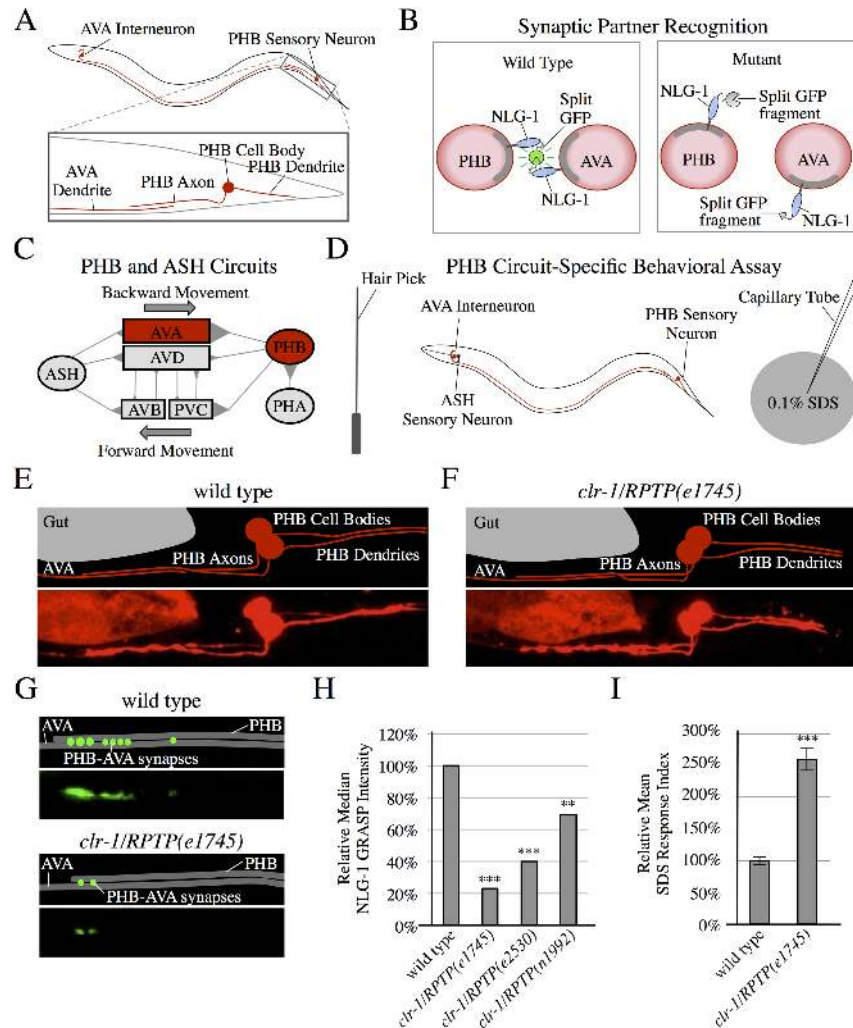 A
AVA Interneuron
PHB Sensory
Neuron
PHB Cell Body
PHB Dendrite
AVA
Dendrite
PHB Axon
B
Synaptic Partner Recognition
Wild Type
NLG-1
Split
GFP
PHB
AVA
NLG-1
Mutant
NLG-1
Split GFP
fragment
PHB
AVA
Split GFP
fragment
NLG-1
C
PHB and ASH Circuits
Backward Movement
AVA
AVD
ASH
PHB
AVB
PVC
PHA
Forward Movement
D
PHB Circuit-Specific Behavioral Assay
Hair Pick
AVA Interneuron
ASH
Sensory Neuron
PHB Sensory
Neuron
Capillary Tube
0.1% SDS
E
wild type
Gut
PHB Cell Bodies
AVA
PHB Axons
PHB Dendrites
F
clr-1/RPTP(e1745)
Gut
PHB Cell Bodies
AVA
PHB Axons
PHB Dendrites
G
wild type
AVA
PHB
PHB-AVA synapses
clr-1/RPTP(e1745)
AVA
PHB
PHB-AVA synapses
H
Relative Median
NLG-1 GRASP Intensity
120%
100%
80%
60%
40%
20%
0%
***
***
**
wild type
clr-1/RPTP(e1745)
clr-1/RPTP(e2530)
clr-1/RPTP(n1992)
I
Relative Mean
SDS Response Index
300%
250%
200%
150%
100%
50%
0%
***
wild type
clr-1/RPTP(e1745)